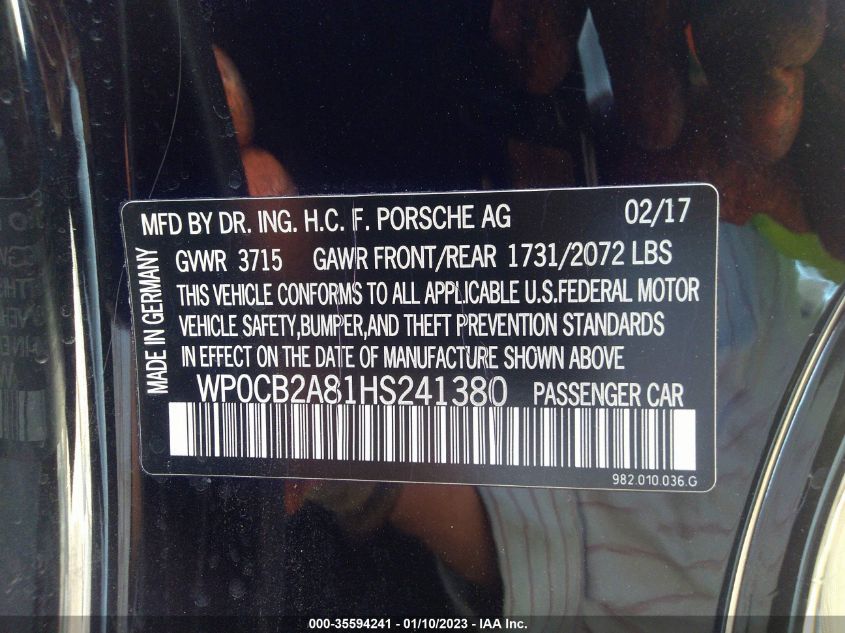 MFD BY DR. ING. H.C. F. PORSCHE AG 02/17
GVWR 3715 GAWR FRONT/REAR 1731/2072 LBS
THIS VEHICLE CONFORMS TO ALL APPLICABLE U.S.FEDERAL MOTOR
VEHICLE SAFETY,BUMPER,AND THEFT PREVENTION STANDARDS
IN EFFECT ON THE DATE OF MANUFACTURE SHOWN ABOVE
MADE IN GERMANY
WP0CB2A81HS241380 PASSENGER CAR
982.010.036.G
000-35594241 - 01/10/2023 - IAA Inc.